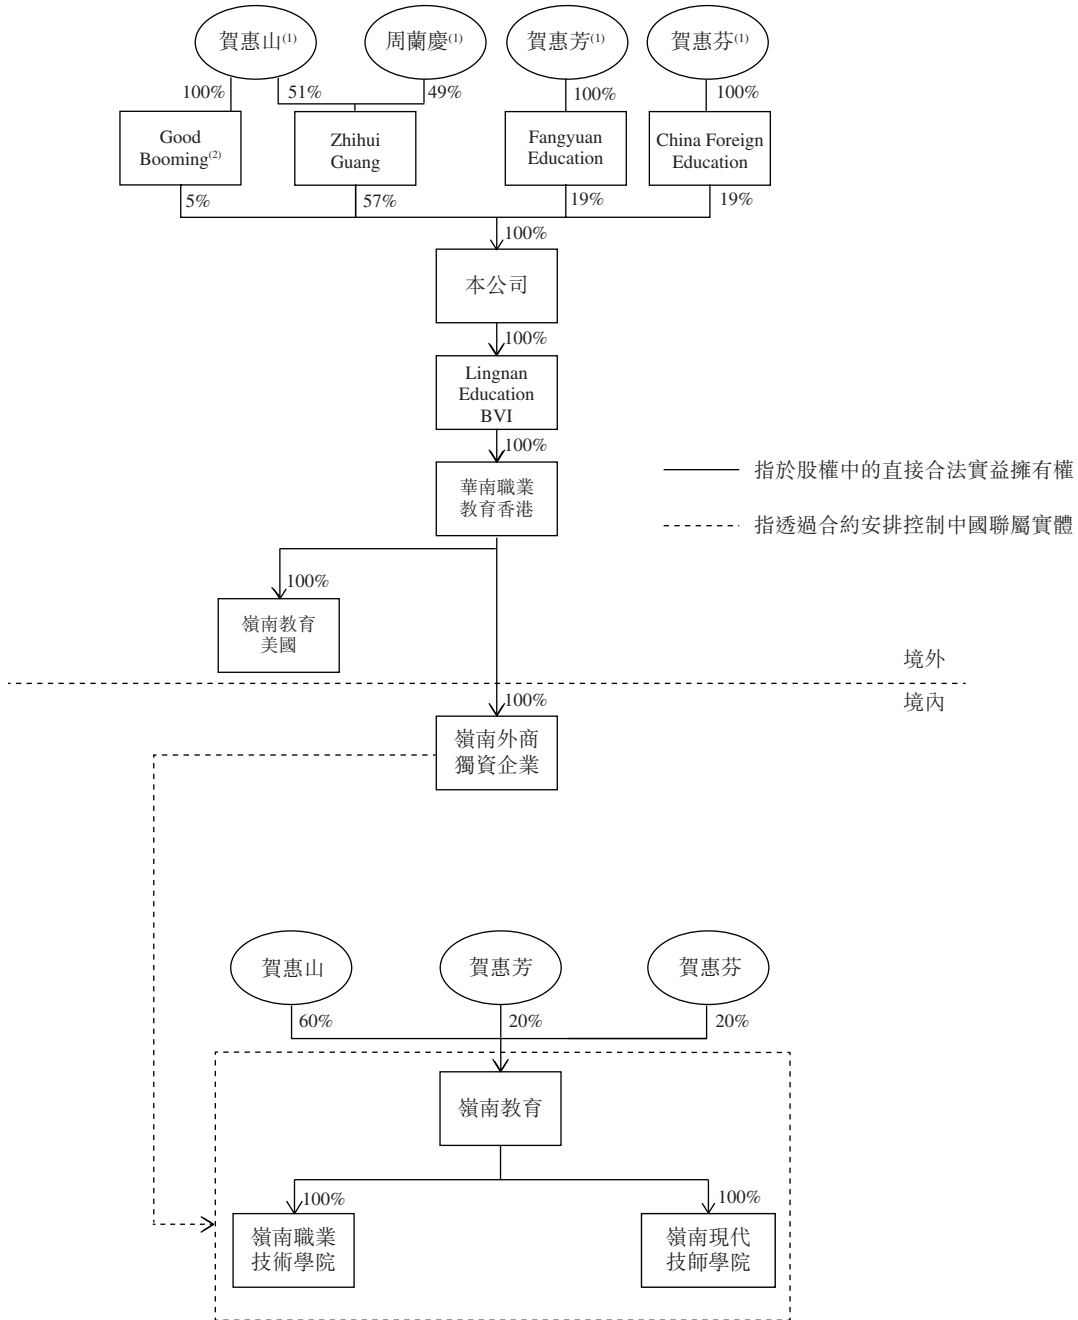 賀惠山(1)
周蘭慶(1)
賀惠芳(1)
賀惠芬(1)
100%
51%
49%
100%
100%
Good
Booming(2)
Zhihui
Guang
Fangyuan
Education
China Foreign
Education
5%
57%
19%
19%
100%
本公司
100%
Lingnan
Education
BVI
100%
華南職業
教育香港
指於股權中的直接合法實益擁有權
指透過合約安排控制中國聯屬實體
100%
嶺南教育
美國
境外
境內
100%
嶺南外商
獨資企業
賀惠山
賀惠芳
賀惠芬
60%
20%
20%
嶺南教育
100%
100%
嶺南職業
技術學院
嶺南現代
技師學院